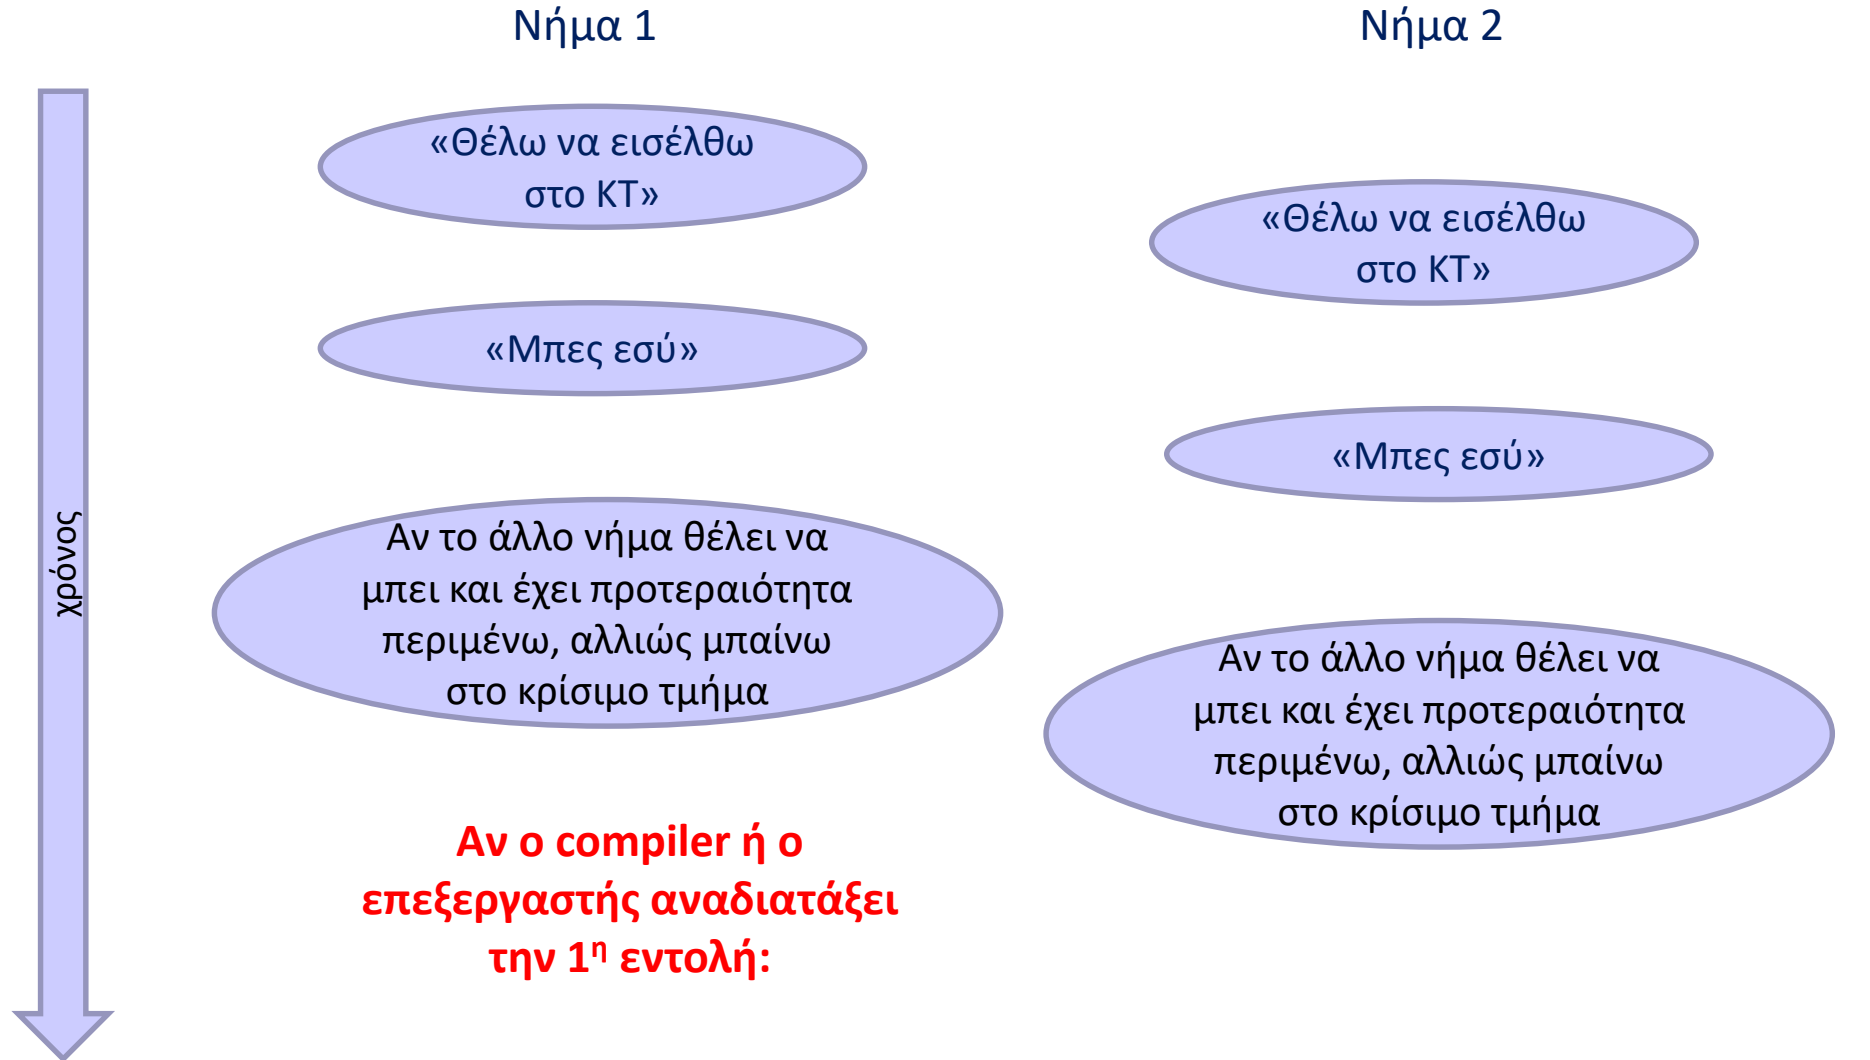 Νήμα 1
Νήμα 2
«Θέλω να εισέλθω
στο ΚΤ»
«Θέλω να εισέλθω
στο ΚΤ»
«Μπες εσύ»
«Μπες εσύ»
χρόνος
Αν το άλλο νήμα θέλει να
μπει και έχει προτεραιότητα
περιμένω, αλλιώς μπαίνω
στο κρίσιμο τμήμα
Αν το άλλο νήμα θέλει να
μπει και έχει προτεραιότητα
περιμένω, αλλιώς μπαίνω
στο κρίσιμο τμήμα
Αν ο compiler ή ο
επεξεργαστής αναδιατάξει
την 1η εντολή: